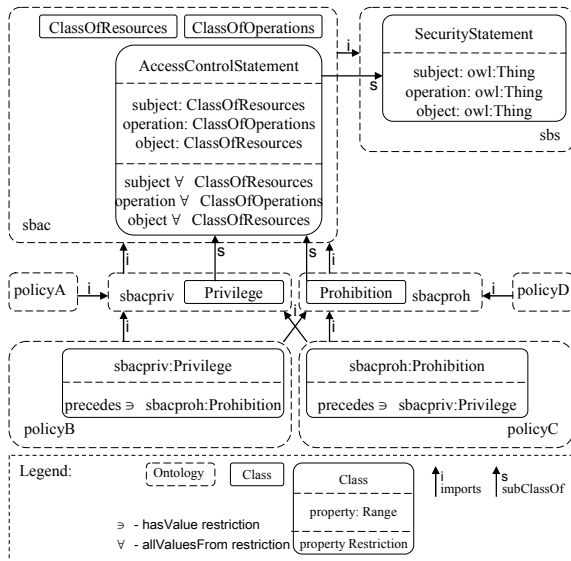 ClassOfResources ClassOfOperations
i
SecurityStatement
subject: owl:Thing
operation: owl:Thing
object: owl:Thing
sbs
AccessControlStatement
s
subject: ClassOfResources
operation: ClassOfOperations
object: ClassOfResources
subject ∀ ClassOfResources
operation ∀ ClassOfOperations
object ∀ ClassOfResources
sbac
i s s i
policyA i sbacpriv Privilege Prohibition sbacproh i policyD
i i i
sbacpriv:Privilege
precedes ∋ sbacproh:Prohibition
policyB
sbacproh:Prohibition
precedes ∋ sbacpriv:Privilege
policyC
Legend:
Ontology
Class
Class
property: Range
property Restriction
i
imports
s
subClassOf
∋ - hasValue restriction
∀ - allValuesFrom restriction